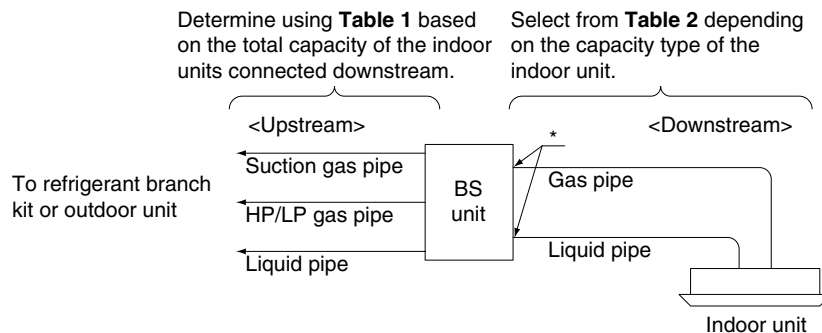 Determine using Table 1 based
on the total capacity of the indoor
units connected downstream.
Select from Table 2 depending
on the capacity type of the
indoor unit.
<Upstream>
*
<Downstream>
Suction gas pipe
BS
unit
Gas pipe
To refrigerant branch
kit or outdoor unit
HP/LP gas pipe
Liquid pipe
Liquid pipe
Indoor unit